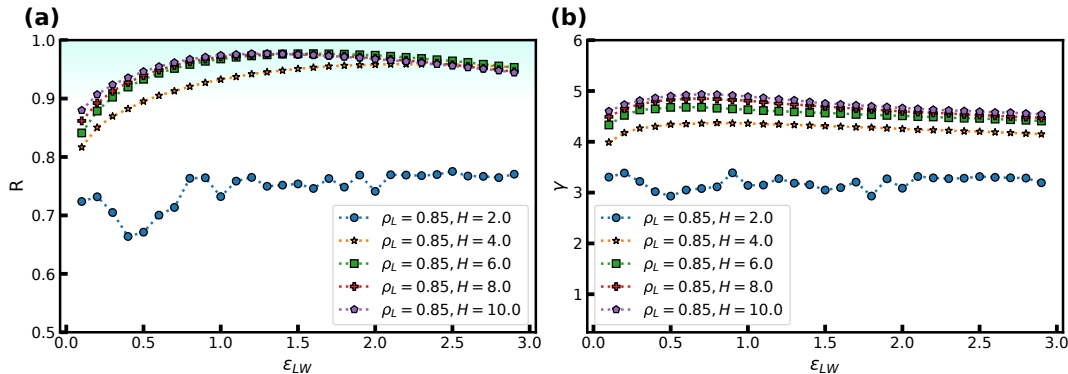 (a)
1.0
0.9
0.8
0.7
0.6
0.5
R
0.0 0.5 1.0 1.5 2.0 2.5 3.0
ε_LW
ρ_L = 0.85, H = 2.0
ρ_L = 0.85, H = 4.0
ρ_L = 0.85, H = 6.0
ρ_L = 0.85, H = 8.0
ρ_L = 0.85, H = 10.0
(b)
6
5
4
3
2
1
γ
0.0 0.5 1.0 1.5 2.0 2.5 3.0
ε_LW
ρ_L = 0.85, H = 2.0
ρ_L = 0.85, H = 4.0
ρ_L = 0.85, H = 6.0
ρ_L = 0.85, H = 8.0
ρ_L = 0.85, H = 10.0